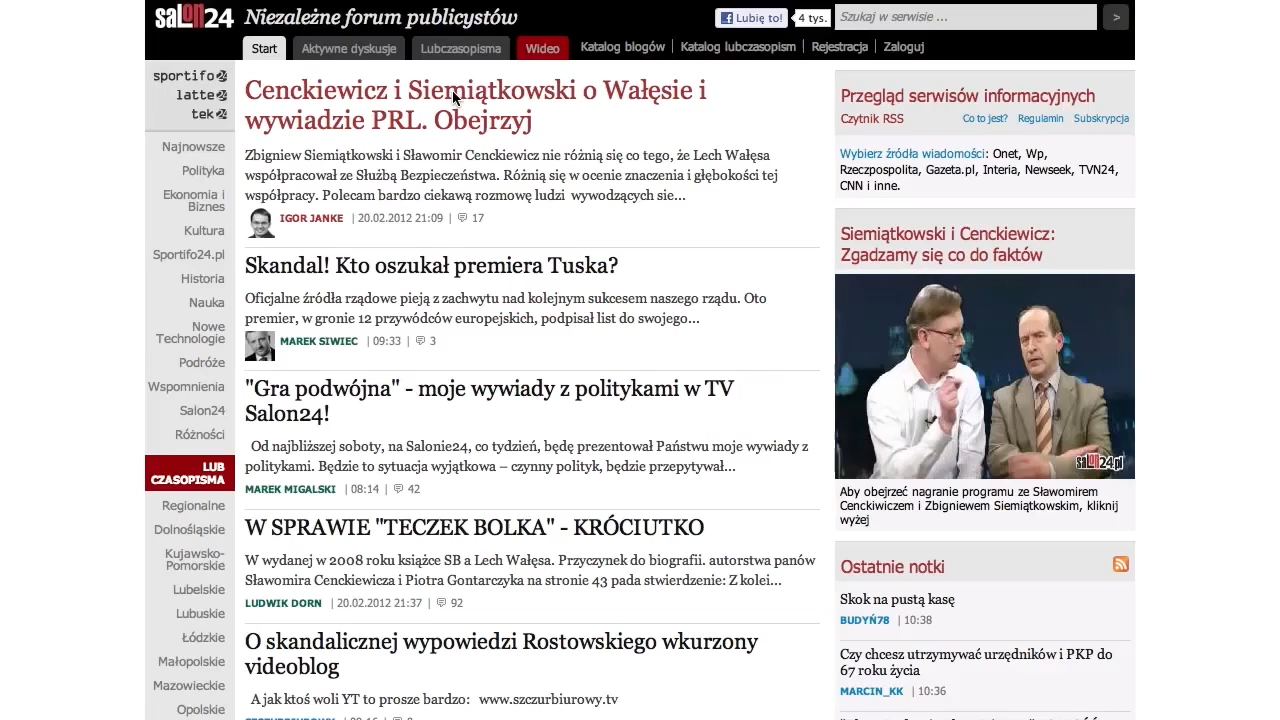 salon24 Niezależne forum publicystów
Lubię to! 4 tys.
Szukaj w serwisie ...
>
Start Aktywne dyskusje Lubczasopisma Wideo Katalog blogów Katalog lubczasopism Rejestracja Zaloguj
sportifo24
latte24
tek24
Najnowsze
Polityka
Ekonomia i
Biznes
Kultura
Sportifo24.pl
Historia
Nauka
Nowe
Technologie
Podróże
Wspomnienia
Salon24
Różności
LUB
CZASOPISMA
Regionalne
Dolnośląskie
Kujawsko-
Pomorskie
Lubelskie
Lubuskie
Łódzkie
Małopolskie
Mazowieckie
Opolskie
Cenckiewicz i Siemiątkowski o Wałęsie i
wywiadzie PRL. Obejrzyj
Zbigniew Siemiątkowski i Sławomir Cenckiewicz nie różnią się co tego, że Lech Wałęsa
współpracował ze Służbą Bezpieczeństwa. Różnią się w ocenie znaczenia i głębokości tej
współpracy. Polecam bardzo ciekawą rozmowę ludzi wywodzących sie...
IGOR JANKE | 20.02.2012 21:09 | 17
Skandal! Kto oszukał premiera Tuska?
Oficjalne źródła rządowe pieją z zachwytu nad kolejnym sukcesem naszego rządu. Oto
premier, w gronie 12 przywódców europejskich, podpisał list do swojego...
MAREK SIWIEC | 09:33 | 3
"Gra podwójna" - moje wywiady z politykami w TV
Salon24!
Od najbliższej soboty, na Salonie24, co tydzień, będę prezentował Państwu moje wywiady z
politykami. Będzie to sytuacja wyjątkowa – czynny polityk, będzie przepytywał...
MAREK MIGALSKI | 08:14 | 42
W SPRAWIE "TECZEK BOLKA" - KRÓCIUTKO
W wydanej w 2008 roku książce SB a Lech Wałęsa. Przyczynek do biografii. autorstwa panów
Sławomira Cenckiewicza i Piotra Gontarczyka na stronie 43 pada stwierdzenie: Z kolei...
LUDWIK DORN | 20.02.2012 21:37 | 92
O skandalicznej wypowiedzi Rostowskiego wkurzony
videoblog
A jak ktoś woli YT to prosze bardzo: www.szczurbiurowy.tv
Przegląd serwisów informacyjnych
Czytnik RSS Co to jest? Regulamin Subskrypcja
Wybierz źródła wiadomości: Onet, Wp,
Rzeczpospolita, Gazeta.pl, Interia, Newseek, TVN24,
CNN i inne.
Siemiątkowski i Cenckiewicz:
Zgadzamy się co do faktów
salon24.pl
Aby obejrzeć nagranie programu ze Sławomirem
Cenckiwiczem i Zbigniewem Siemiątkowskim, kliknij
wyżej
Ostatnie notki
Skok na pustą kasę
BUDYŃ78 | 10:38
Czy chcesz utrzymywać urzędników i PKP do
67 roku życia
MARCIN_KK | 10:36